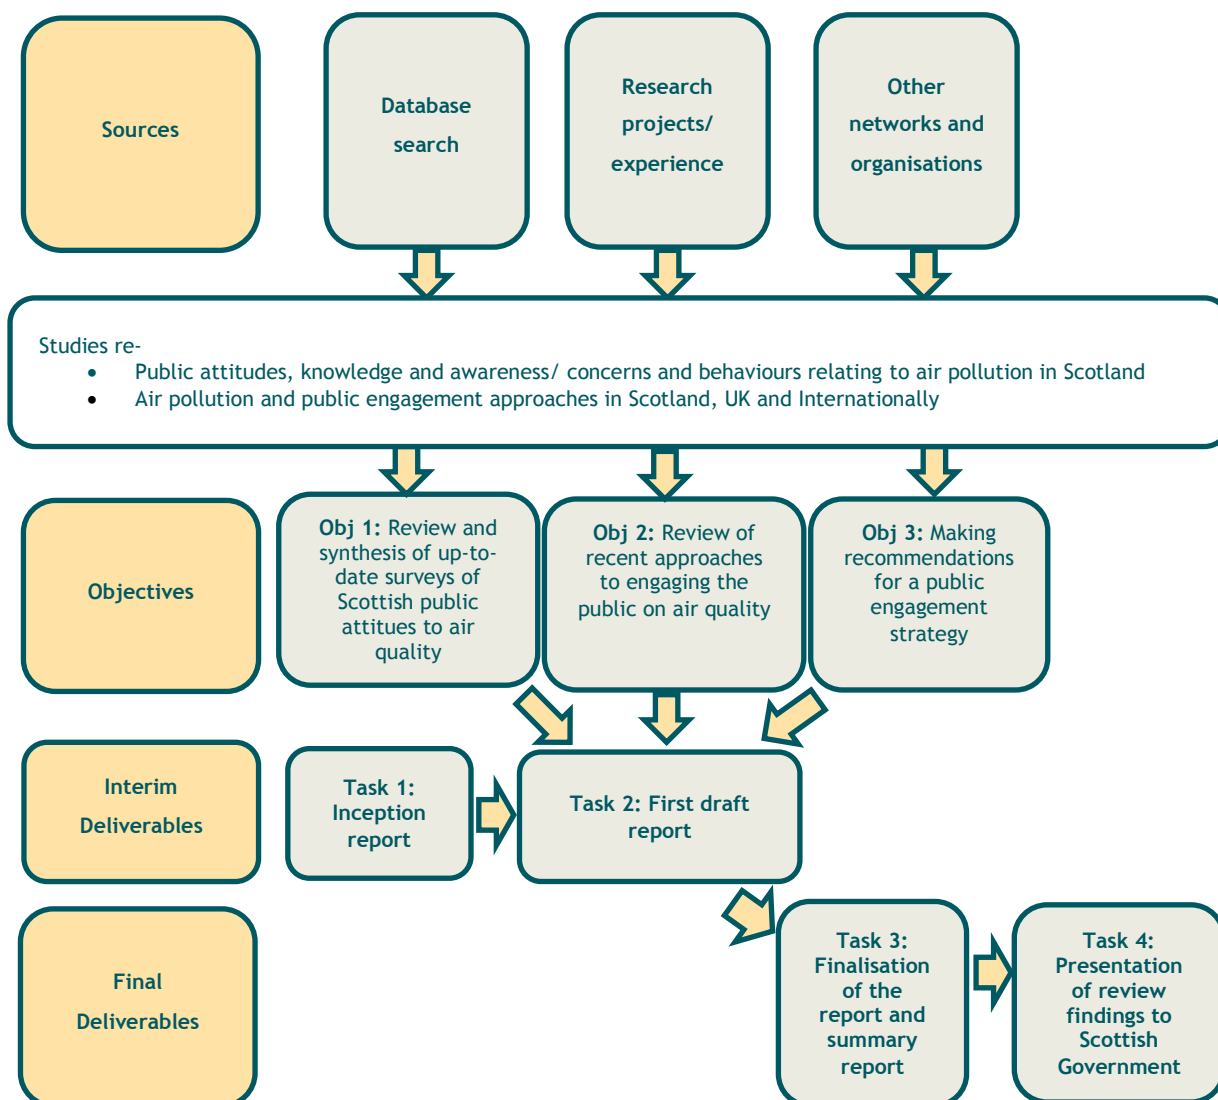 Sources
Database
search
Research
projects/
experience
Other
networks and
organisations
Studies re-
• Public attitudes, knowledge and awareness/ concerns and behaviours relating to air pollution in Scotland
• Air pollution and public engagement approaches in Scotland, UK and Internationally
Objectives
Obj 1: Review and
synthesis of up-to-
date surveys of
Scottish public
attitues to air
quality
Obj 2: Review of
recent approaches
to engaging the
public on air quality
Obj 3: Making
recommendations
for a public
engagement
strategy
Interim
Deliverables
Task 1:
Inception
report
Task 2: First draft
report
Final
Deliverables
Task 3:
Finalisation
of the
report and
summary
report
Task 4:
Presentation
of review
findings to
Scottish
Government